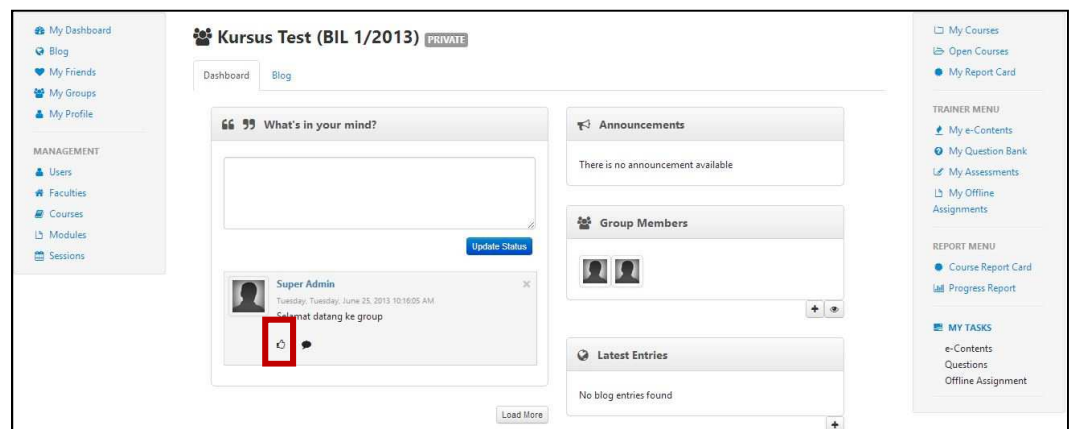 My Dashboard
Blog
My Friends
My Groups
My Profile
MANAGEMENT
Users
Faculties
Courses
Modules
Sessions
Kursus Test (BIL 1/2013) PRIVATE
Dashboard Blog
What's in your mind?
Update Status
Super Admin
×
Tuesday, Tuesday, June 25, 2013 10:16:05 AM
Selamat datang ke group
Load More
Announcements
There is no announcement available
Group Members
Latest Entries
No blog entries found
My Courses
Open Courses
My Report Card
TRAINER MENU
My e-Contents
My Question Bank
My Assessments
My Offline
Assignments
REPORT MENU
Course Report Card
Progress Report
MY TASKS
e-Contents
Questions
Offline Assignment